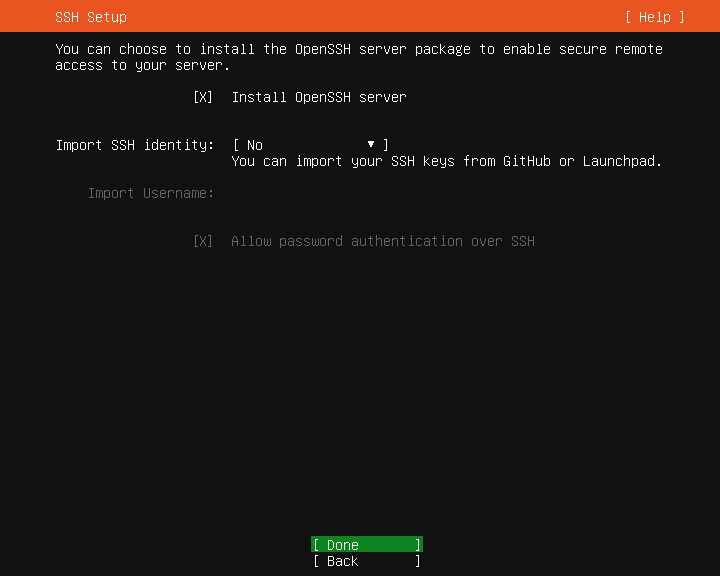 SSH Setup [ Help ]
You can choose to install the OpenSSH server package to enable secure remote
access to your server.
[X] Install OpenSSH server
Import SSH identity: [ No ▼ ]
You can import your SSH keys from GitHub or Launchpad.
Import Username:
[X] Allow password authentication over SSH
[ Done ]
[ Back ]